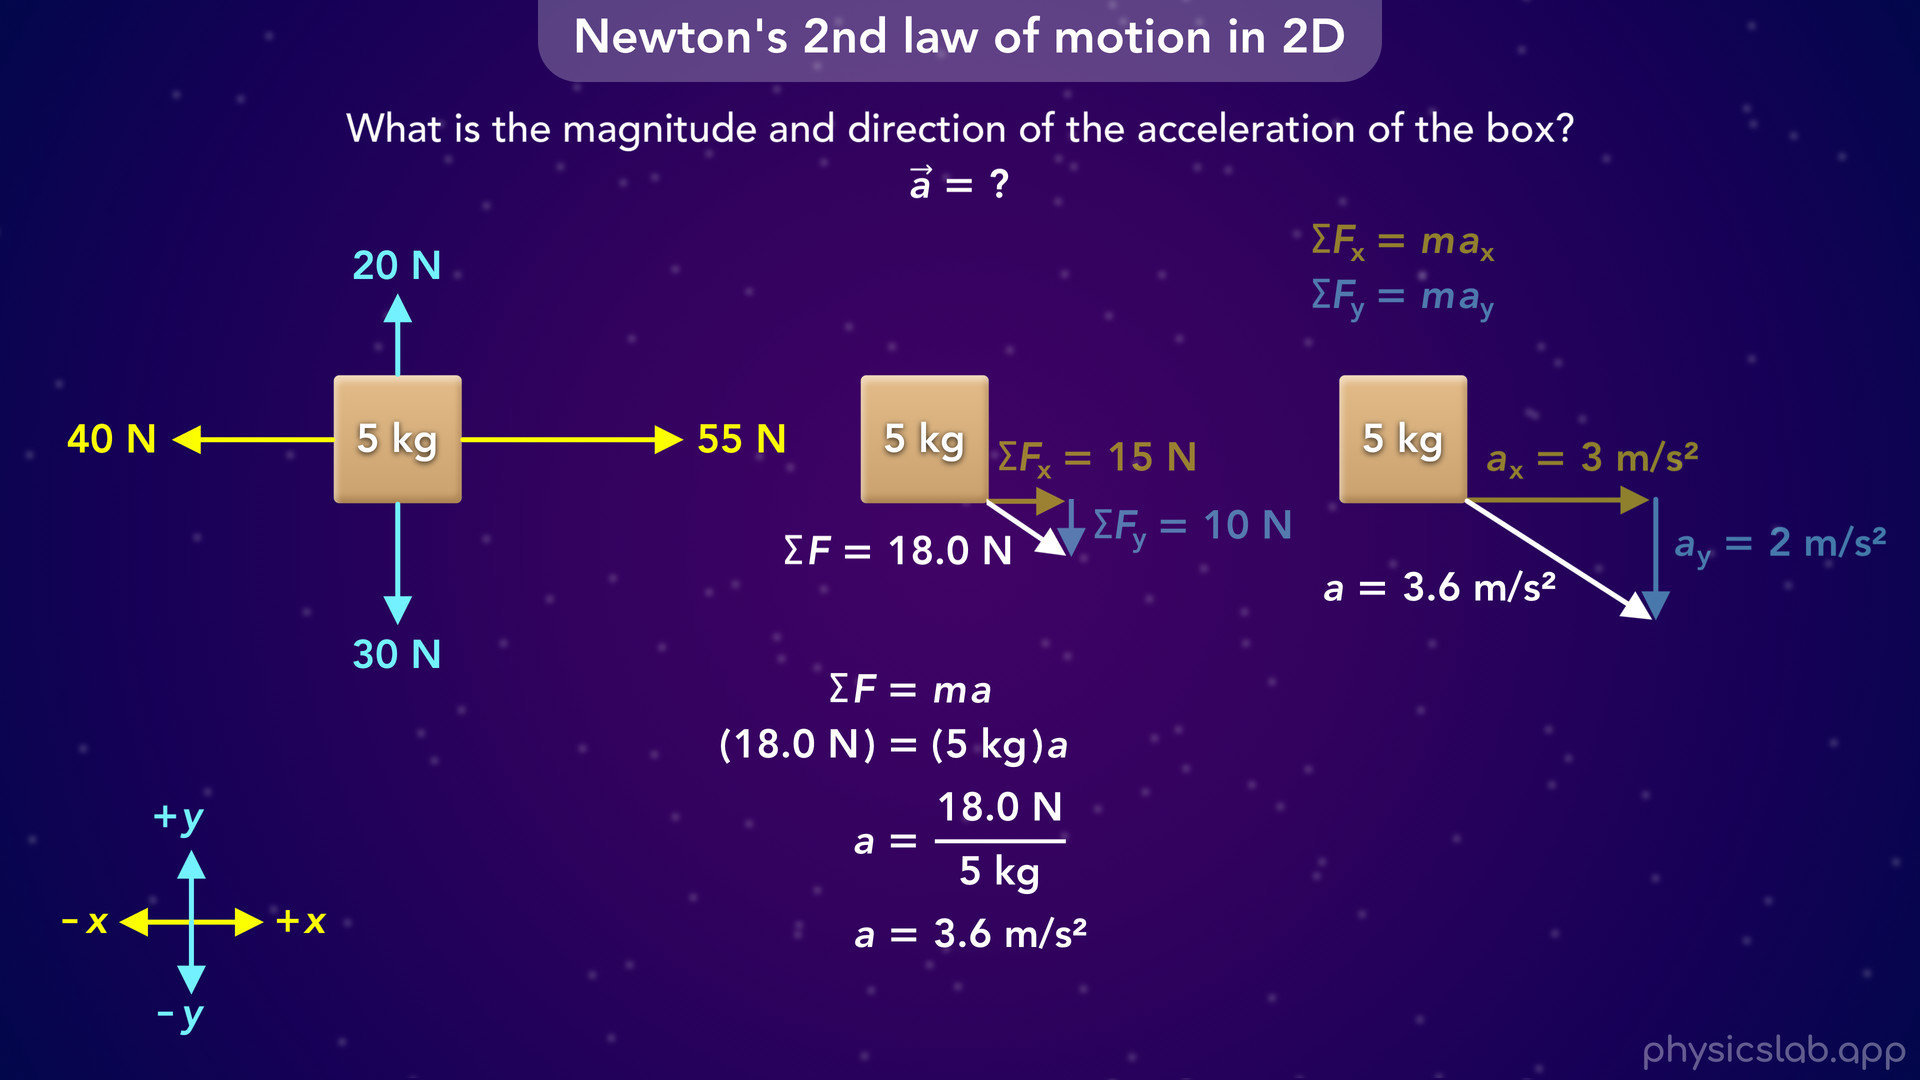 Newton's 2nd law of motion in 2D
What is the magnitude and direction of the acceleration of the box?
a⃗ = ?
ΣFₓ = maₓ
ΣFy = may
20 N
40 N
5 kg
55 N
30 N
5 kg
ΣFₓ = 15 N
ΣFy = 10 N
ΣF = 18.0 N
5 kg
aₓ = 3 m/s²
ay = 2 m/s²
a = 3.6 m/s²
ΣF = ma
(18.0 N) = (5 kg)a
a = 18.0 N / 5 kg
a = 3.6 m/s²
+y
-x
+x
-y
physicslab.app